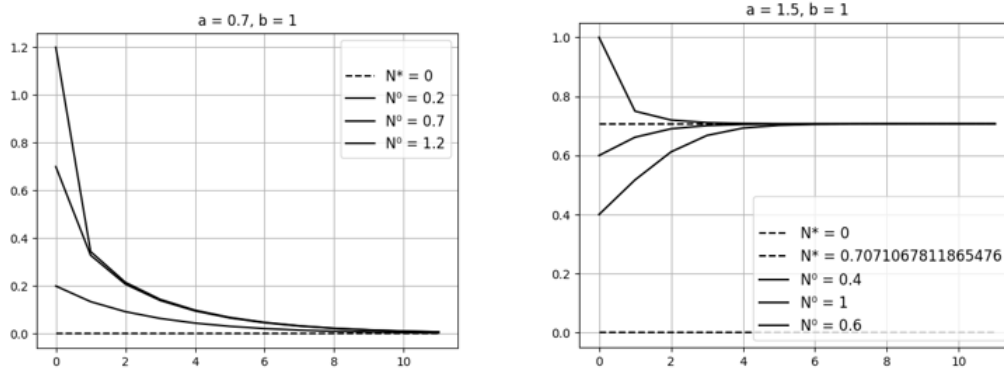 a = 0.7, b = 1
1.2
1.0
0.8
0.6
0.4
0.2
0.0
0 2 4 6 8 10
N* = 0
N⁰ = 0.2
N⁰ = 0.7
N⁰ = 1.2
a = 1.5, b = 1
1.0
0.8
0.6
0.4
0.2
0.0
0 2 4 6 8 10
N* = 0
N* = 0.7071067811865476
N⁰ = 0.4
N⁰ = 1
N⁰ = 0.6